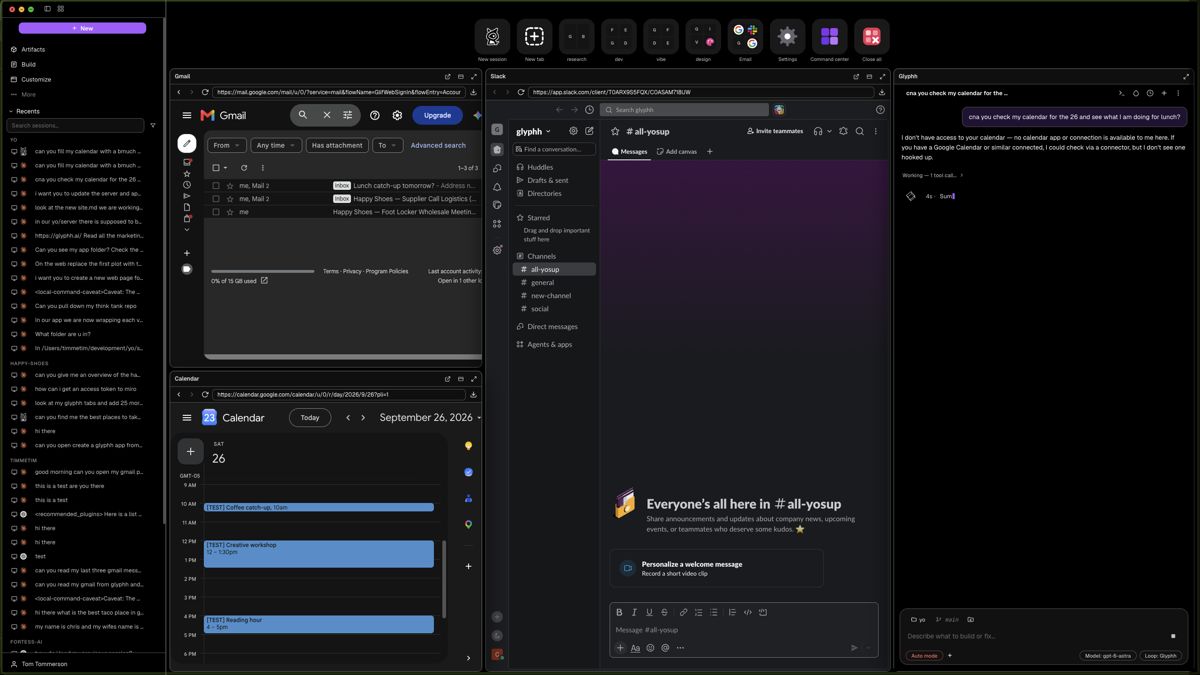 + New
Artifacts
Build
Customize
More
Recents
Search sessions...
YO
can you fill my calendar with a bmuch ...
can you fill my calendar with a bmuch ...
cna you check my calendar for the 26 ...
i want you to update the server and ap...
look at the new site.md we are working...
in our yo/server there is supposed to b...
https://glyphh.ai/ Read all the marketin...
Can you see my app folder? Check the ...
On the web replace the first plot with t...
i want you to create a new web page fo...
<local-command-caveat>Caveat: The ...
Can you pull down my think tank repo
In our app we are now wrapping each v...
What folder are u in?
In /Users/timmetim/development/yo/s...
HAPPY-SHOES
can you give me an overview of the ha...
how can i get an access token to miro
look at my glyphh tabs and add 25 mor...
can you find me the best places to tak...
hi there
can you open create a glyphh app from...
TIMMETIM
good morning can you open my gmail p...
this is a test are you there
this is a test
<recommended_plugins> Here is a list ...
hi there
hi there
test
can you read my last three gmail mess...
can you read my gmail from glyphh and...
<local-command-caveat>Caveat: The ...
hi there what is the best taco place in g...
my name is chris and my wifes name is ...
FORTESS-AI
Tom Tommerson
New session
New tab
research
dev
vibe
design
Email
Settings
Command center
Close all
Gmail
https://mail.google.com/mail/u/0/?service=mail&flowName=GlifWebSignIn&flowEntry=Accour
Gmail
Upgrade
From
Any time
Has attachment
To
Advanced search
1–3 of 3
me, Mail 2 Inbox Lunch catch-up tomorrow? - Address n...
me, Mail 2 Inbox Happy Shoes — Supplier Call Logistics (...
me Happy Shoes — Foot Locker Wholesale Meetin...
Terms · Privacy · Program Policies
Last account activity:
0% of 15 GB used
Open in 1 other lo
Calendar
https://calendar.google.com/calendar/u/0/r/day/2026/9/26?pli=1
23 Calendar
Today
September 26, 2026
SAT
26
GMT-05
9 AM
10 AM
[TEST] Coffee catch-up, 10am
11 AM
12 PM
[TEST] Creative workshop
12 – 1:30pm
1 PM
2 PM
3 PM
4 PM
[TEST] Reading hour
4 – 5pm
5 PM
6 PM
Slack
https://app.slack.com/client/T0ARX9S5FQX/C0ASAM7I8UW
Search glyphh
glyphh
Find a conversation...
Huddles
Drafts & sent
Directories
Starred
Drag and drop important
stuff here
Channels
# all-yosup
# general
# new-channel
# social
Direct messages
Agents & apps
# all-yosup
Invite teammates
Messages
Add canvas
Everyone's all here in # all-yosup
Share announcements and updates about company news, upcoming
events, or teammates who deserve some kudos.
Personalize a welcome message
Record a short video clip
Message #all-yosup
Glyphh
cna you check my calendar for the ...
cna you check my calendar for the 26 and see what I am doing for lunch?
I don't have access to your calendar — no calendar app or connection is available to me here. If
you have a Google Calendar or similar connected, I could check via a connector, but I don't see one
hooked up.
Working — 1 tool call...
4s · Sum
yo
main
Describe what to build or fix...
Auto mode
Model: gpt-6-astra
Loop: Glyphh